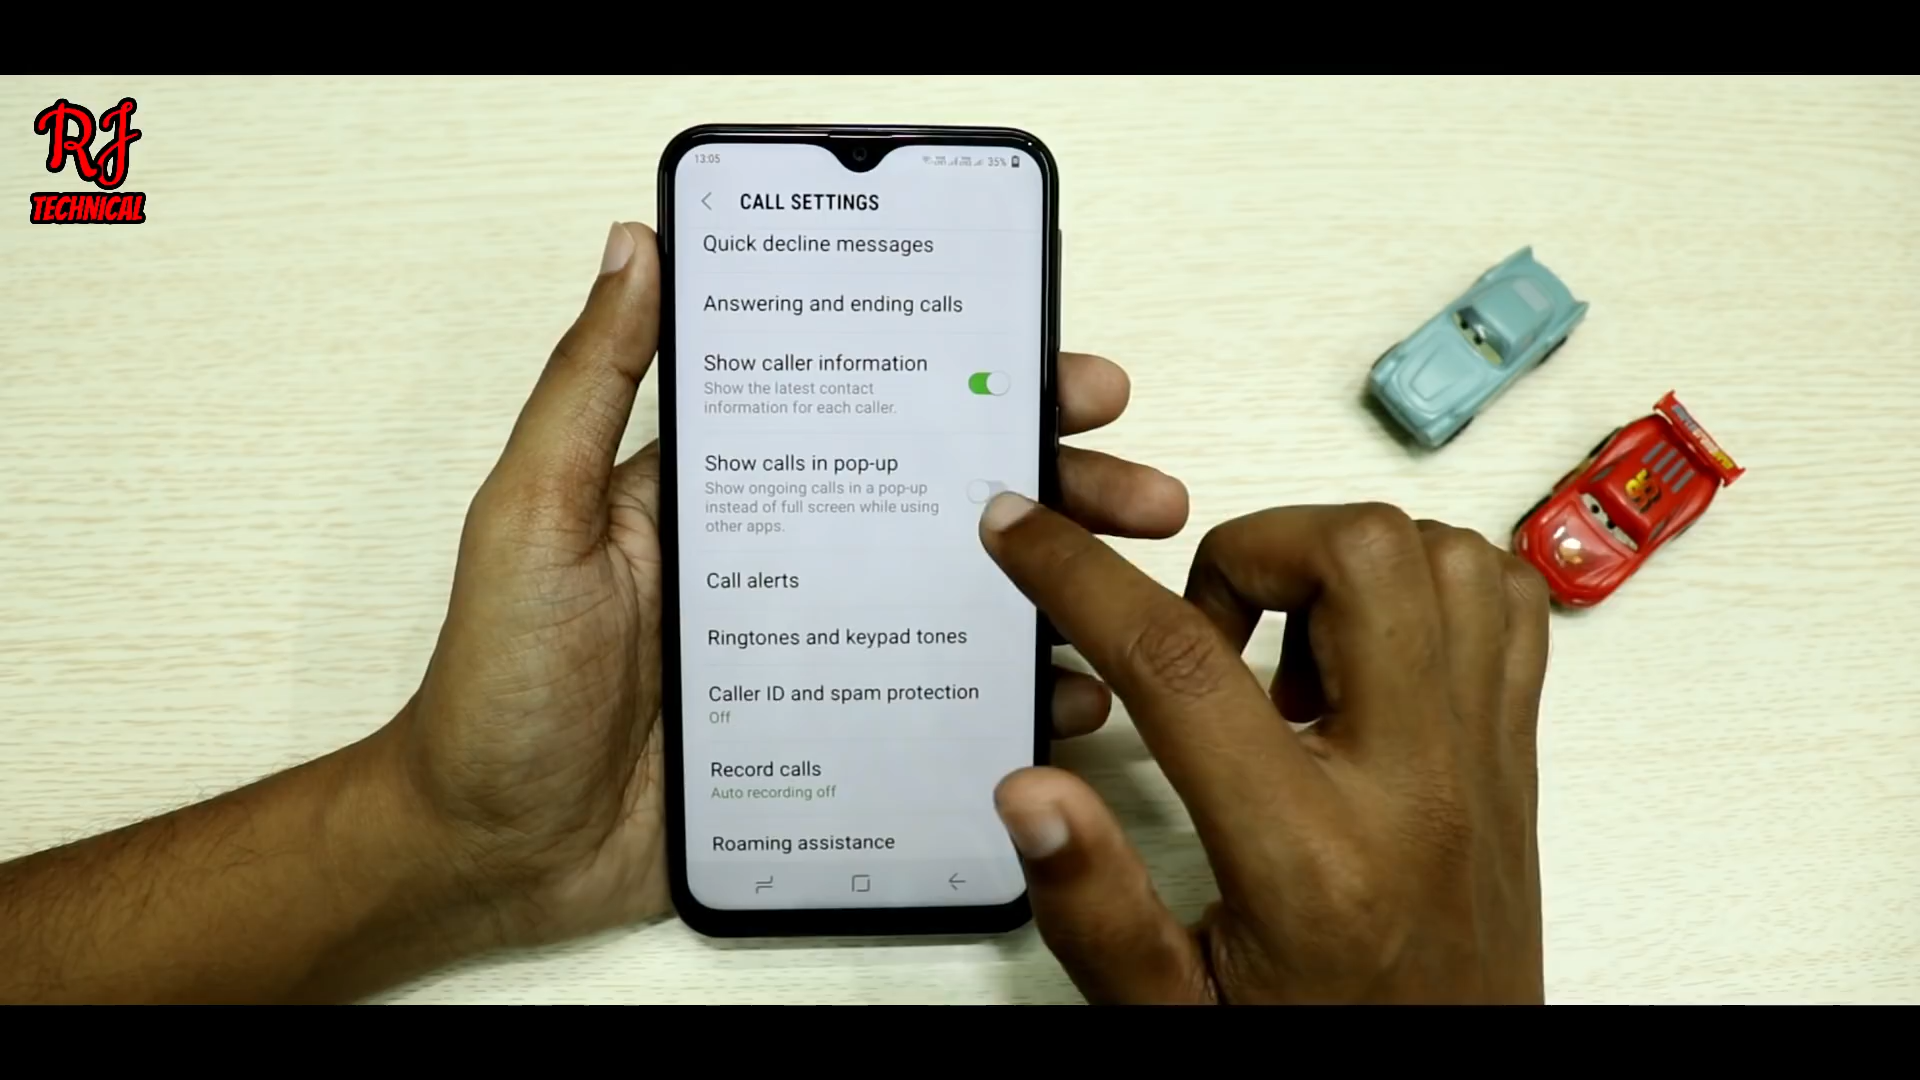 RJ
TECHNICAL
13:05
35%
CALL SETTINGS
Quick decline messages
Answering and ending calls
Show caller information
Show the latest contact
information for each caller.
Show calls in pop-up
Show ongoing calls in a pop-up
instead of full screen while using
other apps.
Call alerts
Ringtones and keypad tones
Caller ID and spam protection
Off
Record calls
Auto recording off
Roaming assistance